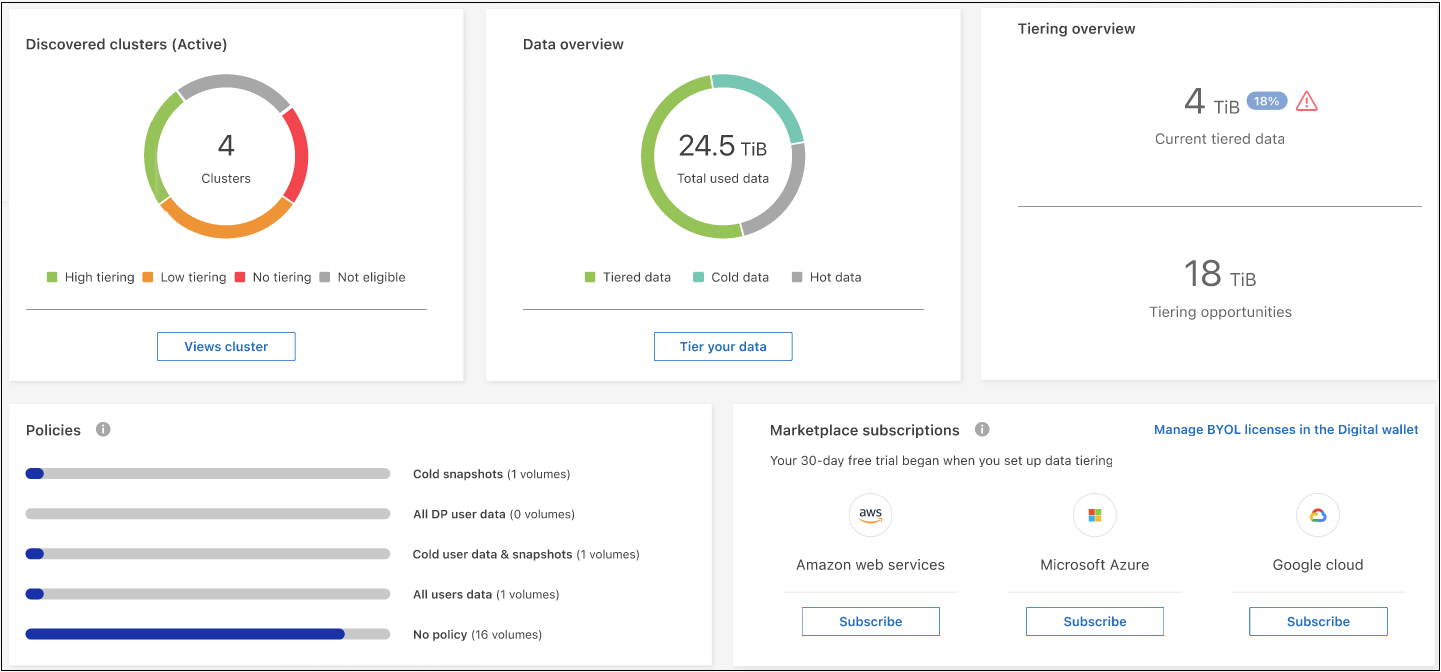 Discovered clusters (Active)
4
Clusters
High tiering
Low tiering
No tiering
Not eligible
Views cluster
Data overview
24.5 TiB
Total used data
Tiered data
Cold data
Hot data
Tier your data
Tiering overview
4 TiB 18%
Current tiered data
18 TiB
Tiering opportunities
Policies
Cold snapshots (1 volumes)
All DP user data (0 volumes)
Cold user data & snapshots (1 volumes)
All users data (1 volumes)
No policy (16 volumes)
Marketplace subscriptions
Manage BYOL licenses in the Digital wallet
Your 30-day free trial began when you set up data tiering
aws
Amazon web services
Subscribe
Microsoft Azure
Subscribe
Google cloud
Subscribe